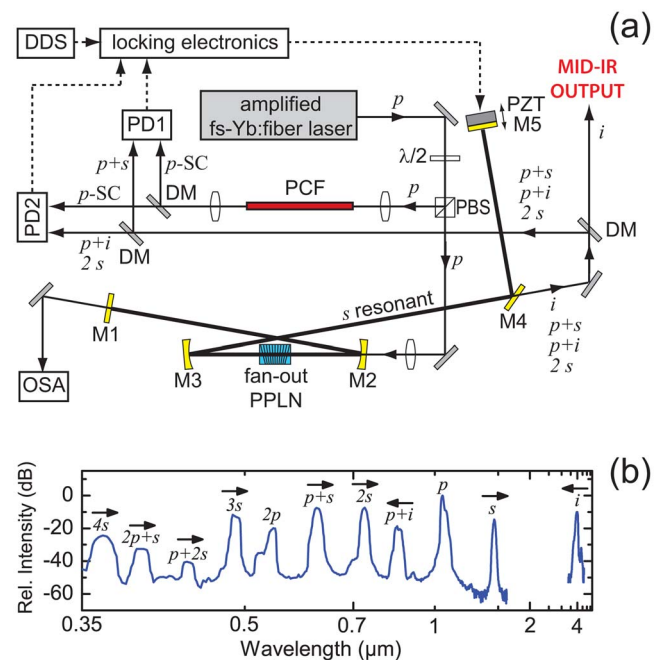 (a)
DDS
locking electronics
MID-IR
OUTPUT
amplified
fs-Yb:fiber laser
p
PZT
M5
i
PD1
λ/2
p+s
p-SC
PCF
p
p-SC
DM
PBS
p+s
p+i
2 s
PD2
DM
p+i
2 s
DM
p
s resonant
M4
i
p+s
p+i
2 s
M1
M3
M2
fan-out
PPLN
OSA
(b)
Rel. Intensity (dB)
0
-20
-40
-60
4s
2p+s
p+2s
3s
2p
p+s
2s
p+i
p
s
i
0.35
0.5
0.7
1
2
4
Wavelength (μm)